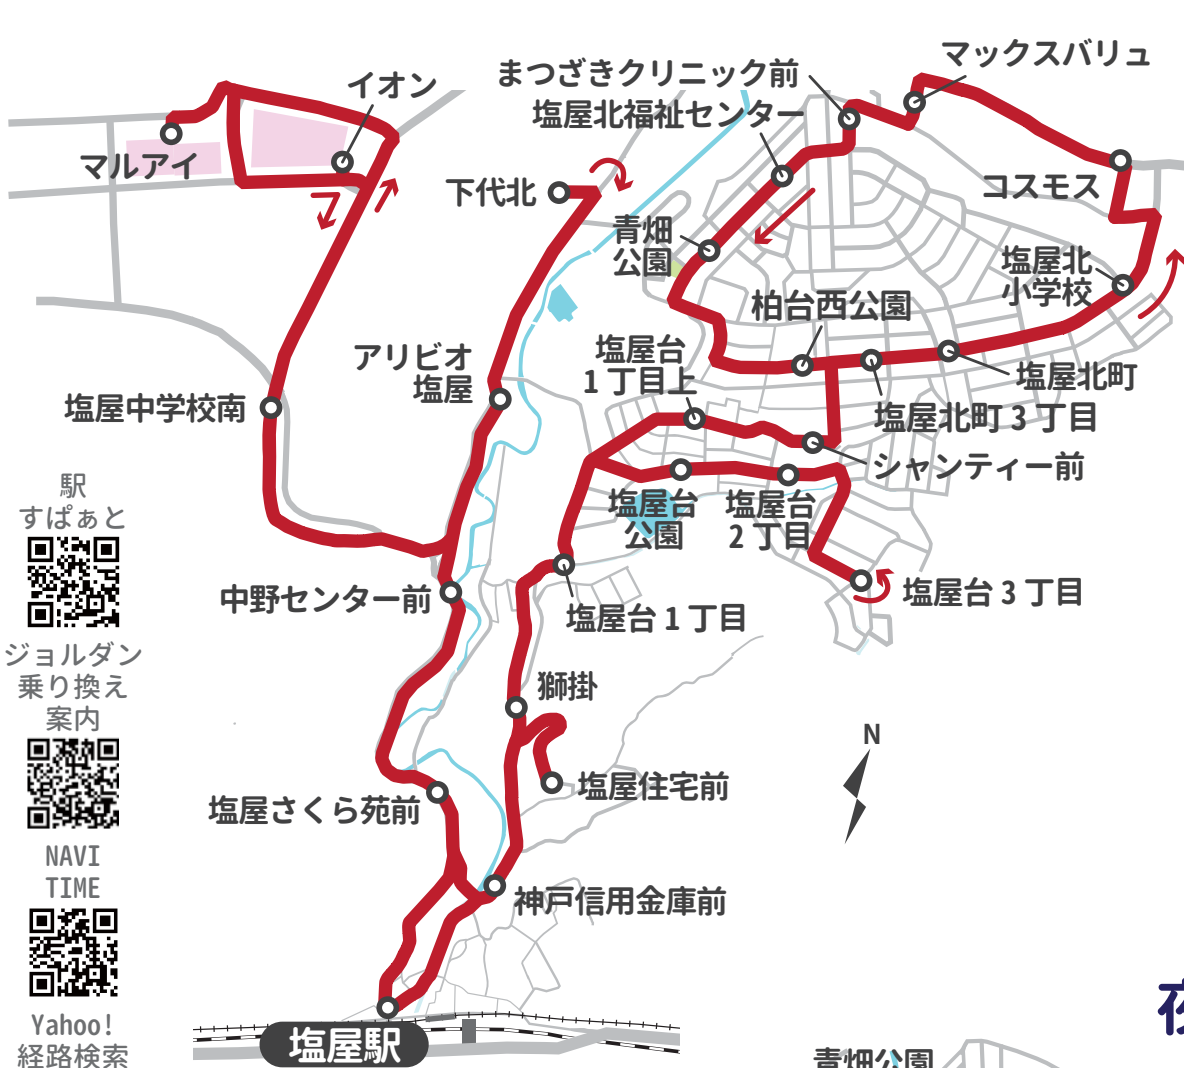 マックスバリュ
まつざきクリニック前
塩屋北福祉センター
イオン
マルアイ
下代北
コスモス
青畑
公園
塩屋北
小学校
柏台西公園
塩屋台
1丁目上
アリビオ
塩屋
塩屋北町
塩屋中学校南
塩屋北町 3 丁目
シャンティー前
駅
すぱぁと
塩屋台
公園
塩屋台
2 丁目
中野センター前
塩屋台 3 丁目
塩屋台 1 丁目
ジョルダン
乗り換え
案内
獅掛
N
塩屋住宅前
塩屋さくら苑前
NAVI
TIME
神戸信用金庫前
Yahoo!
経路検索
塩屋駅
青畑公園